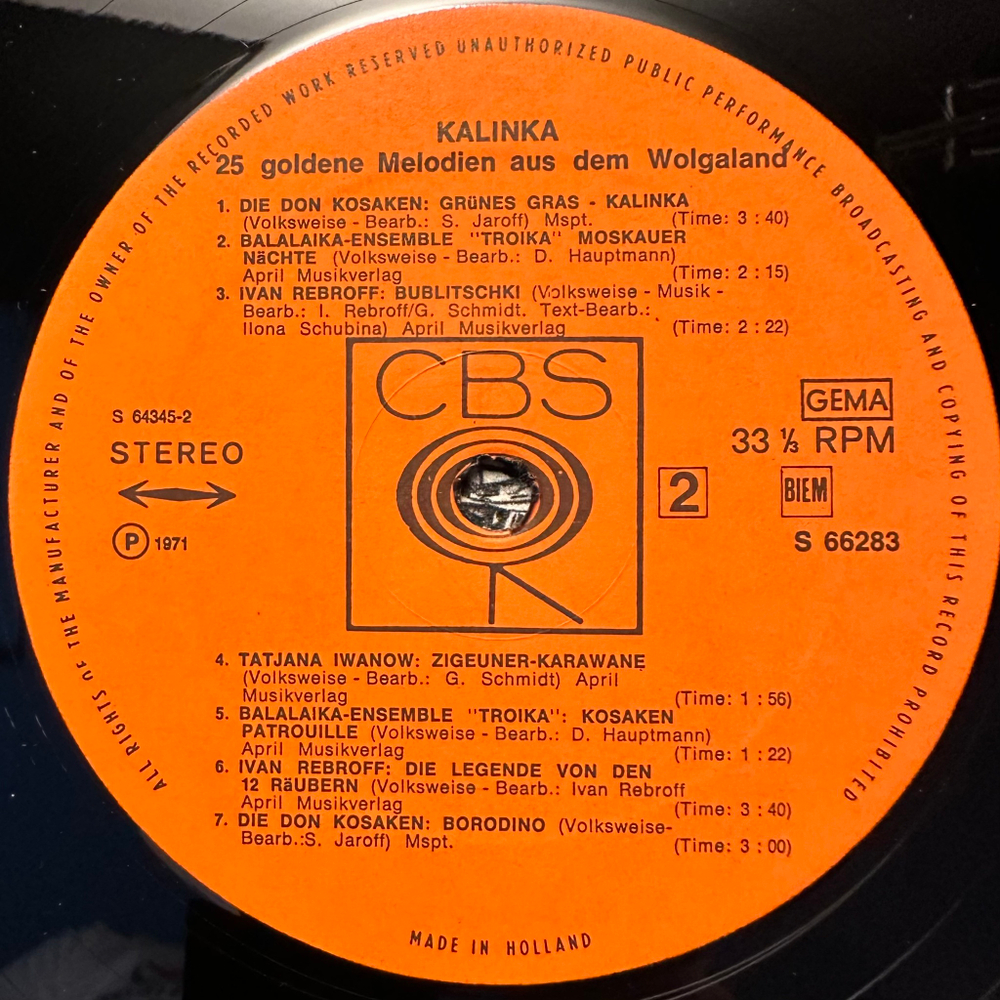 ALL RIGHTS OF THE MANUFACTURER AND OF THE OWNER OF THE RECORDED WORK RESERVED UNAUTHORIZED PUBLIC PERFORMANCE BROADCASTING AND COPYING OF THIS RECORD PROHIBITED
KALINKA
25 goldene Melodien aus dem Wolgaland
1. DIE DON KOSAKEN: GRüNES GRAS - KALINKA
(Volksweise - Bearb.: S. Jaroff) Mspt. (Time: 3 : 40)
2. BALALAIKA-ENSEMBLE "TROIKA" MOSKAUER
NäCHTE (Volksweise - Bearb.: D. Hauptmann)
April Musikverlag (Time: 2 : 15)
3. IVAN REBROFF: BUBLITSCHKI (Volksweise - Musik -
Bearb.: I. Rebroff/G. Schmidt. Text-Bearb.:
Ilona Schubina) April Musikverlag (Time: 2 : 22)
CBS
S 64345-2
STEREO
P 1971
GEMA
33 ⅓ RPM
2
BIEM
S 66283
4. TATJANA IWANOW: ZIGEUNER-KARAWANE
(Volksweise - Bearb.: G. Schmidt) April
Musikverlag (Time: 1 : 56)
5. BALALAIKA-ENSEMBLE "TROIKA": KOSAKEN
PATROUILLE (Volksweise - Bearb.: D. Hauptmann)
April Musikverlag (Time: 1 : 22)
6. IVAN REBROFF: DIE LEGENDE VON DEN
12 RäUBERN (Volksweise - Bearb.: Ivan Rebroff
April Musikverlag (Time: 3 : 40)
7. DIE DON KOSAKEN: BORODINO (Volksweise-
Bearb.:S. Jaroff) Mspt. (Time: 3 : 00)
MADE IN HOLLAND